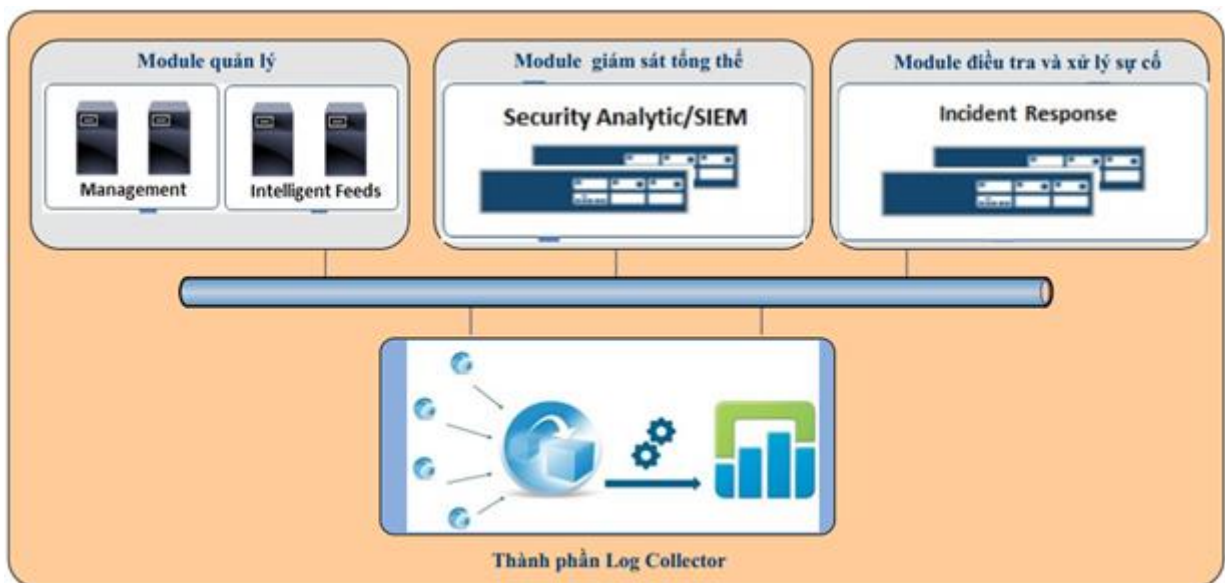 Module quản lý
Management
Intelligent Feeds
Module giám sát tổng thể
Security Analytic/SIEM
Module điều tra và xử lý sự cố
Incident Response
Thành phần Log Collector